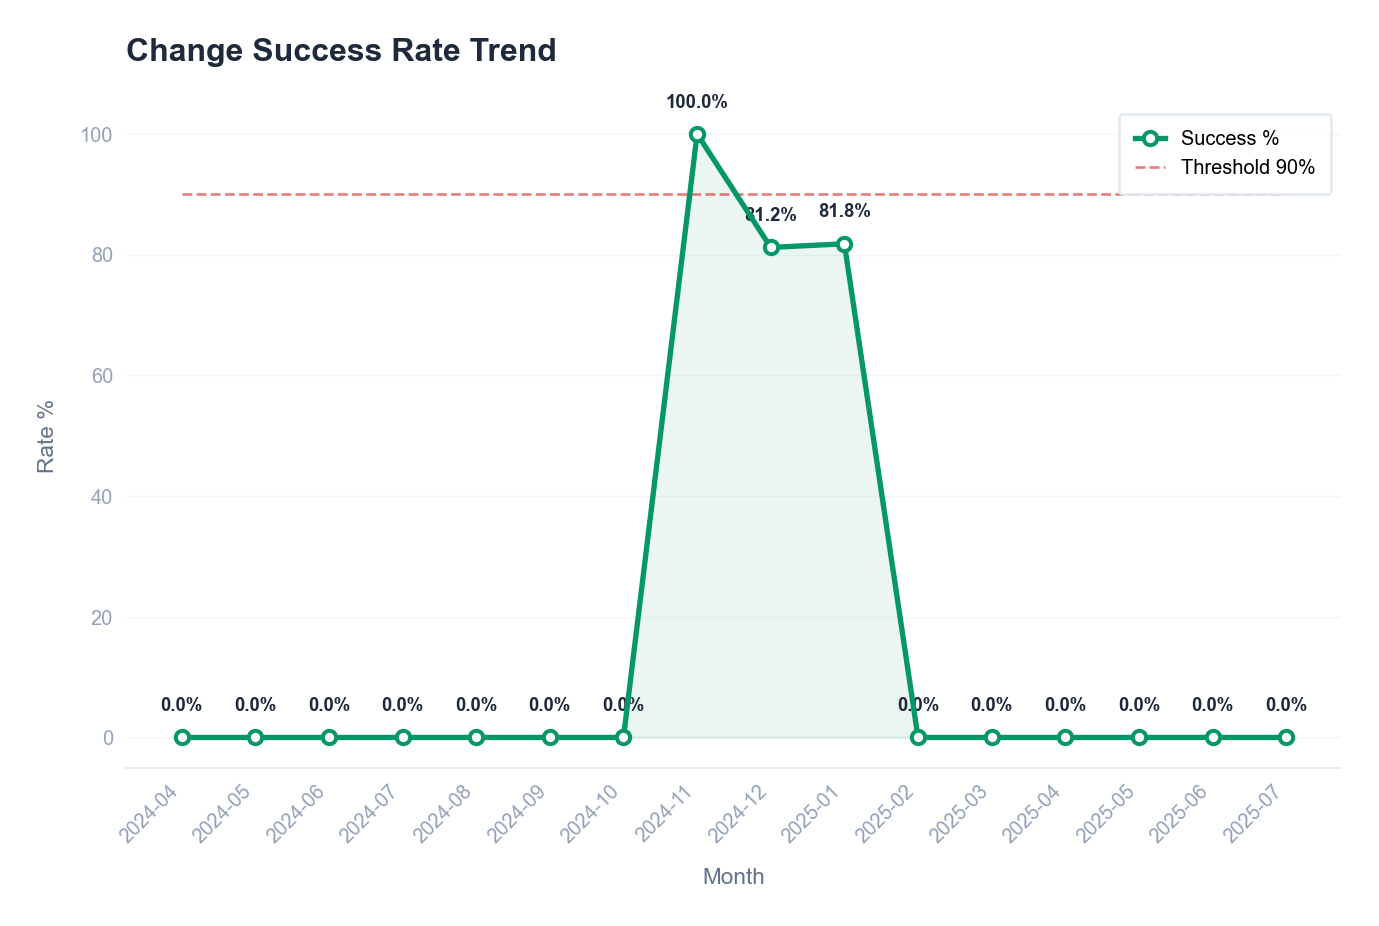 Change Success Rate Trend
100.0%
Success %
Threshold 90%
81.2% 81.8%
100
80
60
40
20
0
Rate %
0.0% 0.0% 0.0% 0.0% 0.0% 0.0% 0.0% 0.0% 0.0% 0.0% 0.0% 0.0% 0.0%
2024-04 2024-05 2024-06 2024-07 2024-08 2024-09 2024-10 2024-11 2024-12 2025-01 2025-02 2025-03 2025-04 2025-05 2025-06 2025-07
Month